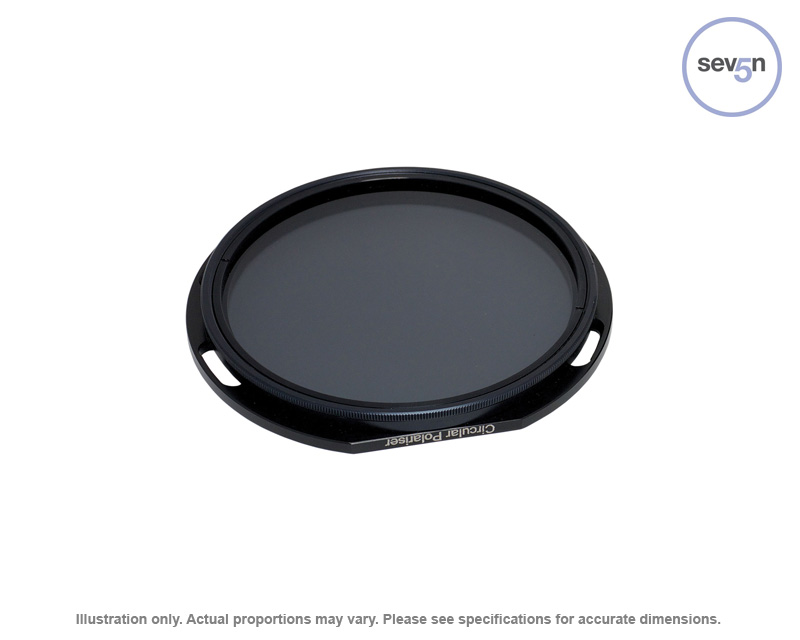 sev5n
Circular Polariser
Illustration only. Actual proportions may vary. Please see specifications for accurate dimensions.